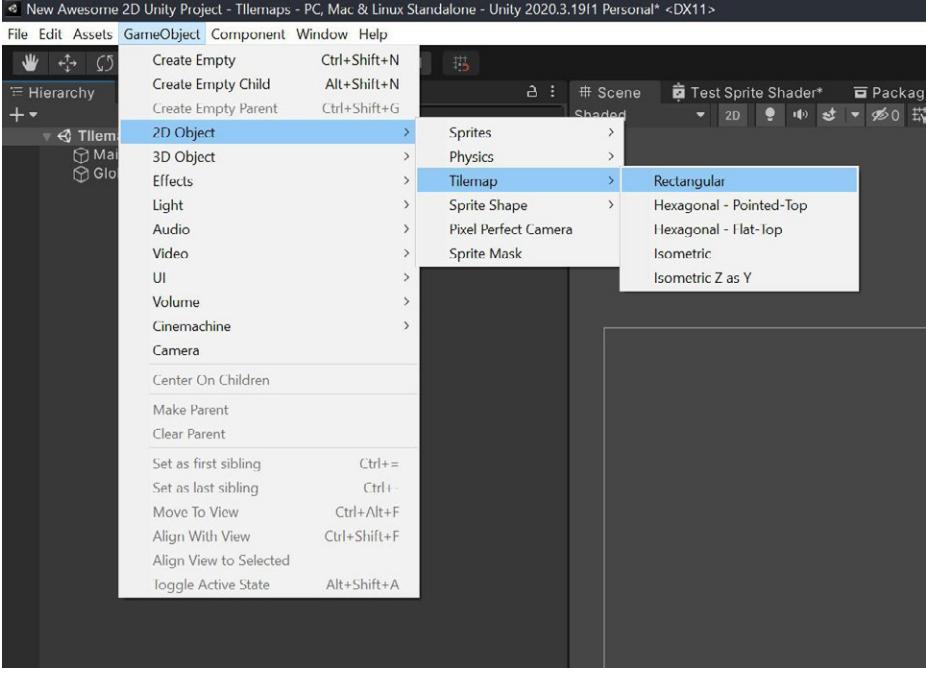 New Awesome 2D Unity Project - TIlemaps - PC, Mac & Linux Standalone - Unity 2020.3.19f1 Personal* <DX11>
File Edit Assets GameObject Component Window Help
Hierarchy
Scene Test Sprite Shader* Packag
Shaded 2D 0
TIlem
Mai
Glo
Create Empty Ctrl+Shift+N
Create Empty Child Alt+Shift+N
Create Empty Parent Ctrl+Shift+G
2D Object
3D Object
Effects
Light
Audio
Video
UI
Volume
Cinemachine
Camera
Center On Children
Make Parent
Clear Parent
Set as first sibling Ctrl+=
Set as last sibling Ctrl+-
Move To View Ctrl+Alt+F
Align With View Ctrl+Shift+F
Align View to Selected
Toggle Active State Alt+Shift+A
Sprites
Physics
Tilemap
Sprite Shape
Pixel Perfect Camera
Sprite Mask
Rectangular
Hexagonal - Pointed-Top
Hexagonal - Flat-Top
Isometric
Isometric Z as Y